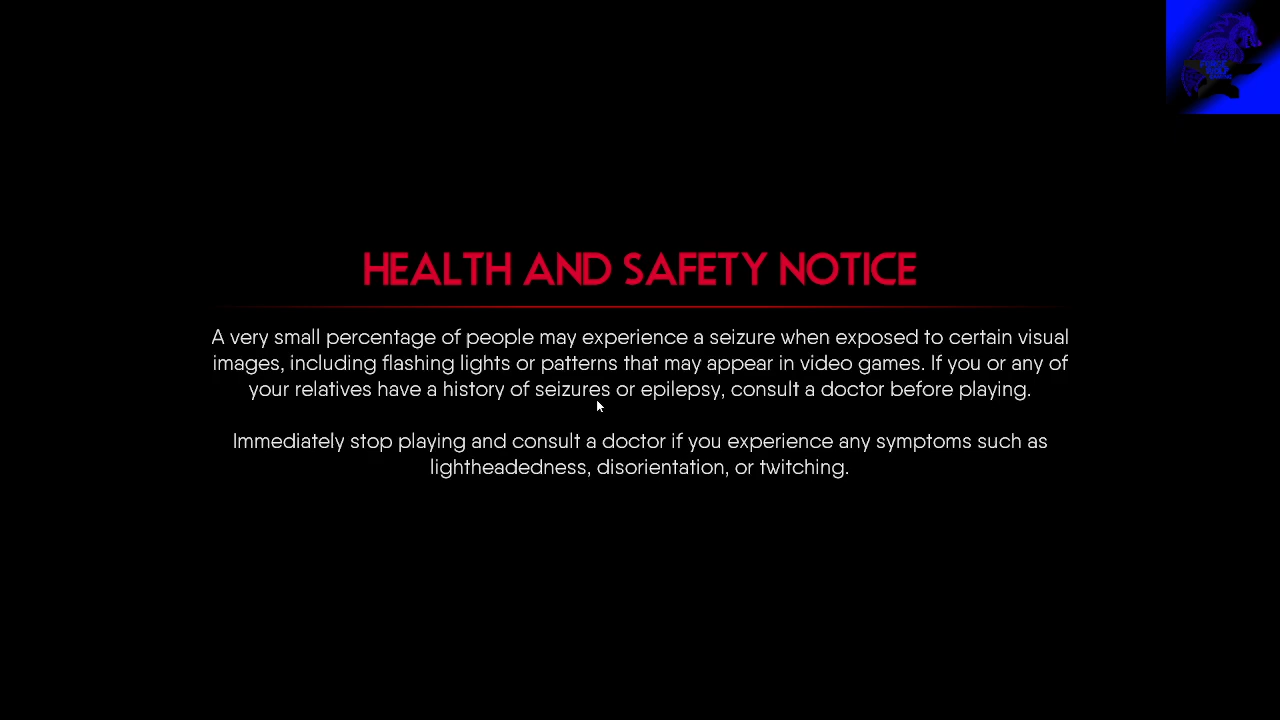 HEALTH AND SAFETY NOTICE
A very small percentage of people may experience a seizure when exposed to certain visual
images, including flashing lights or patterns that may appear in video games. If you or any of
your relatives have a history of seizures or epilepsy, consult a doctor before playing.
Immediately stop playing and consult a doctor if you experience any symptoms such as
lightheadedness, disorientation, or twitching.